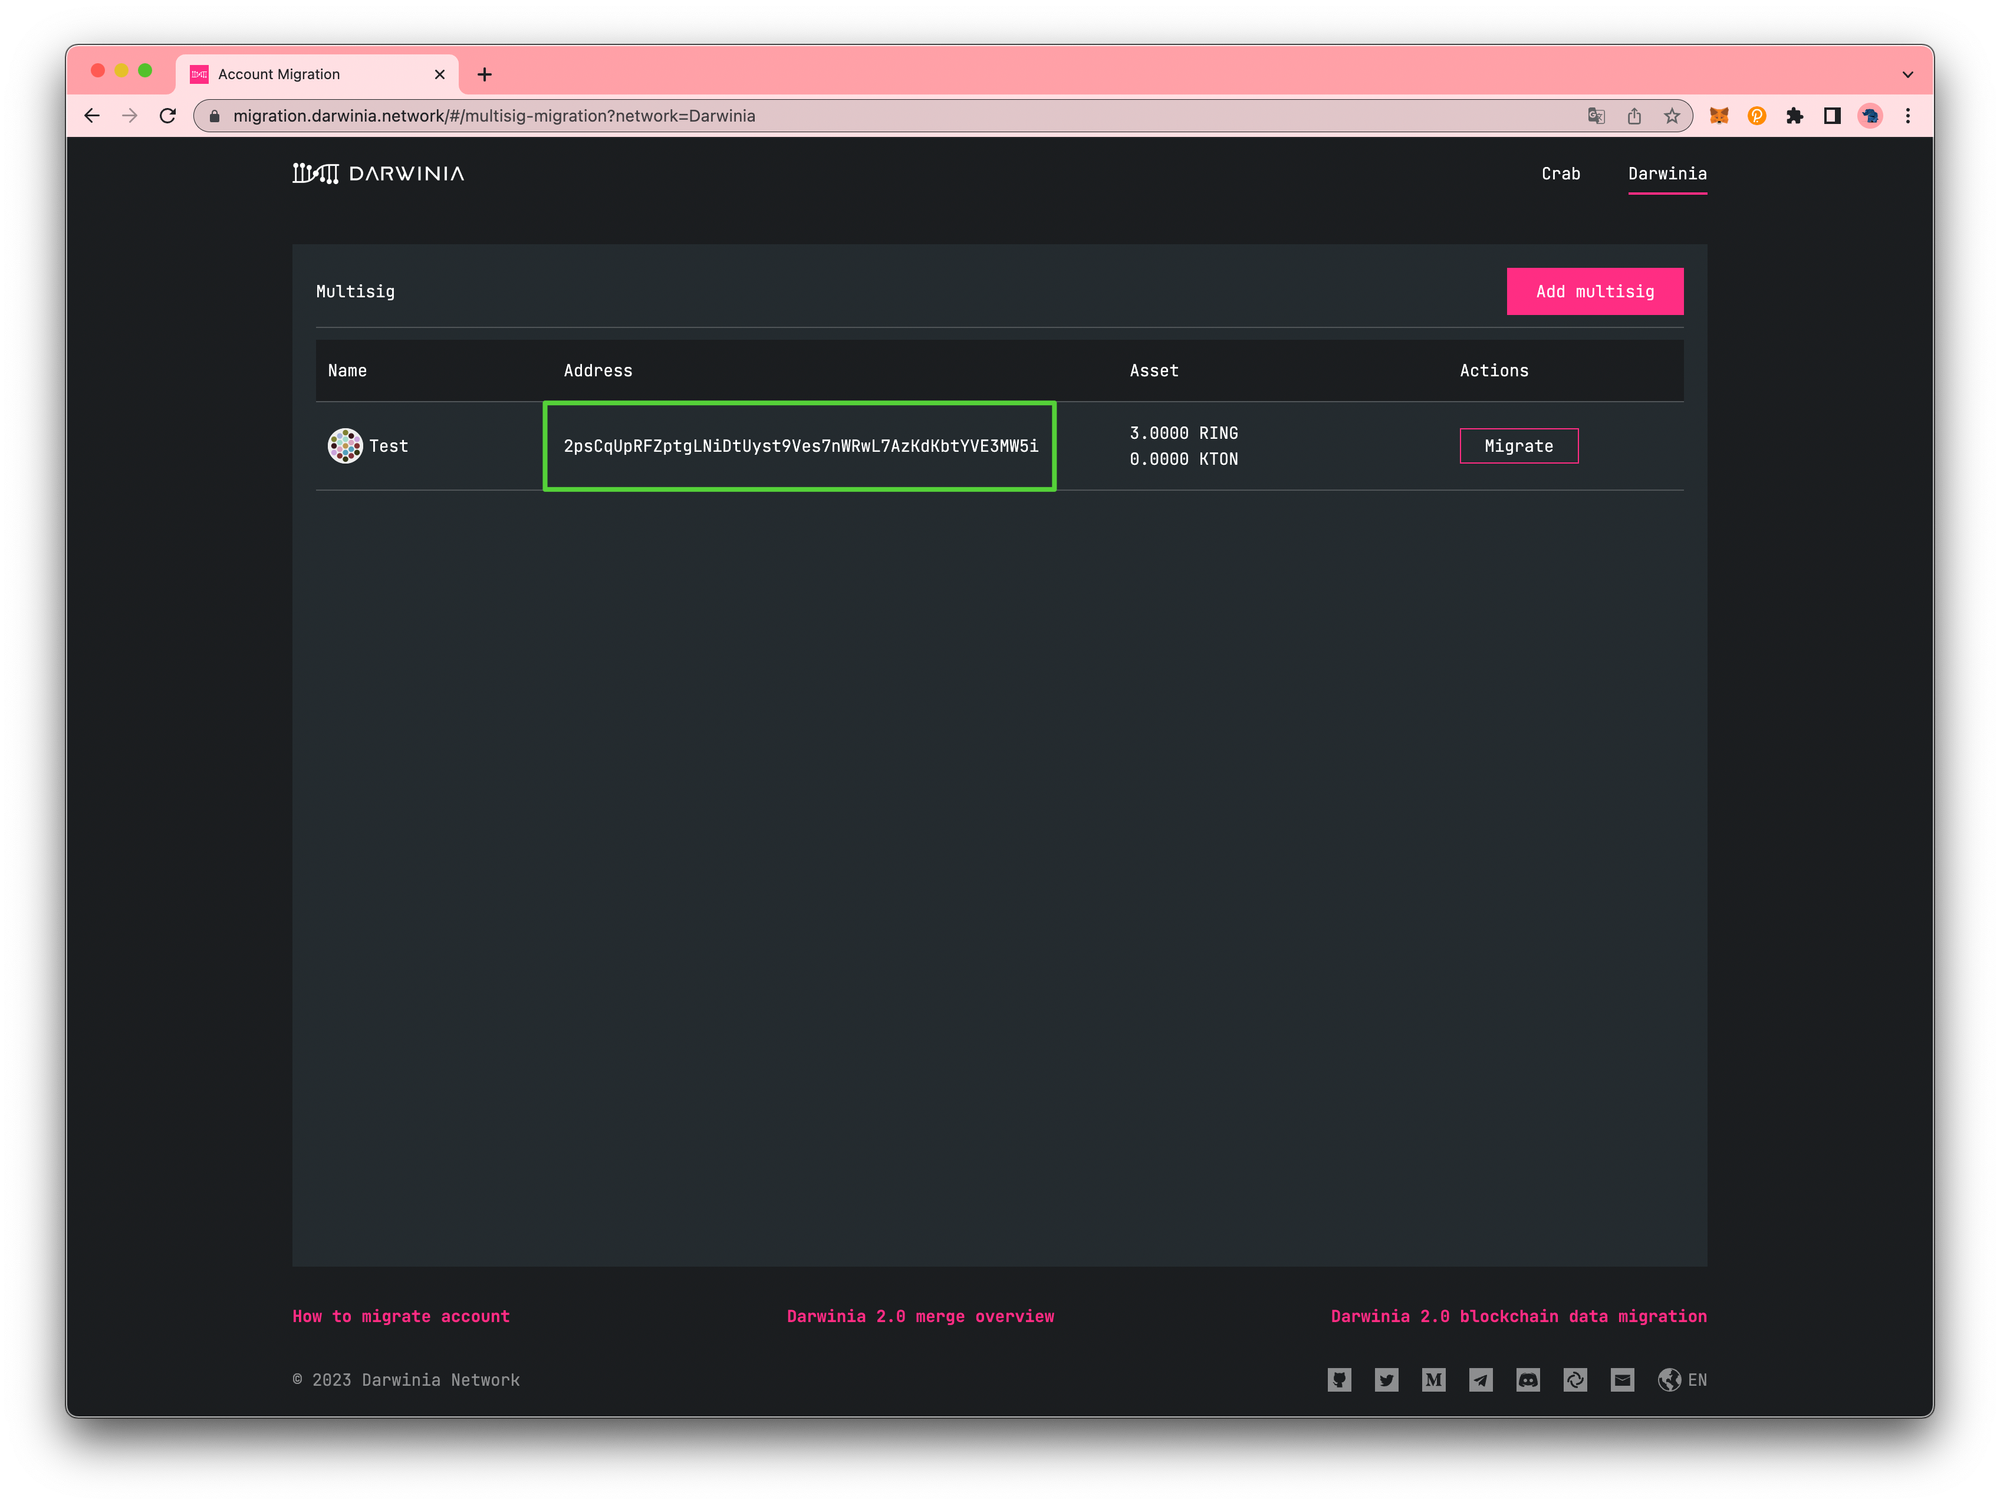 Account Migration
migration.darwinia.network/#/multisig-migration?network=Darwinia
DARWINIA
Crab
Darwinia
Multisig
Add multisig
Name Address Asset Actions
Test 2psCqUpRFZptgLNiDtUyst9Ves7nWRwL7AzKdKbtYVE3MW5i 3.0000 RING
0.0000 KTON
Migrate
How to migrate account
Darwinia 2.0 merge overview
Darwinia 2.0 blockchain data migration
© 2023 Darwinia Network
EN